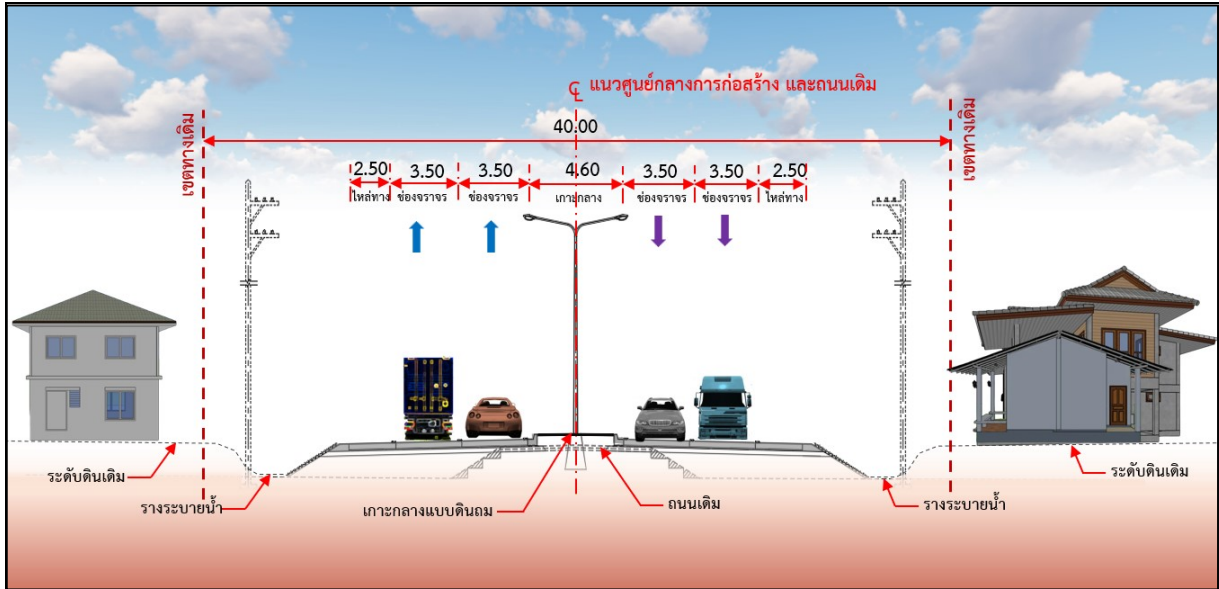 ℄ แนวศูนย์กลางการก่อสร้าง และถนนเดิม
40.00
เขตทางเดิม
เขตทางเดิม
2.50 3.50 3.50 4.60 3.50 3.50 2.50
ไหล่ทาง ช่องจราจร ช่องจราจร เกาะกลาง ช่องจราจร ช่องจราจร ไหล่ทาง
ระดับดินเดิม
ระดับดินเดิม
รางระบายน้ำ
เกาะกลางแบบดินถม
ถนนเดิม
รางระบายน้ำ